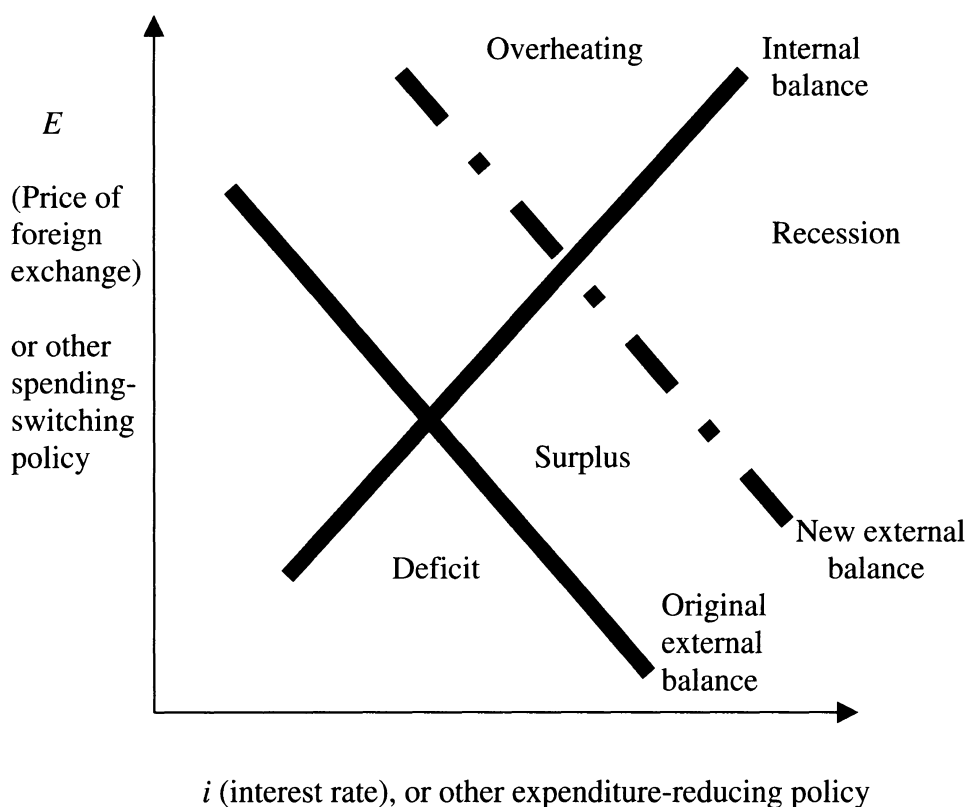 Overheating
Internal
balance
E
(Price of
foreign
exchange)
or other
spending-
switching
policy
Recession
Surplus
Deficit
New external
balance
Original
external
balance
i (interest rate), or other expenditure-reducing policy